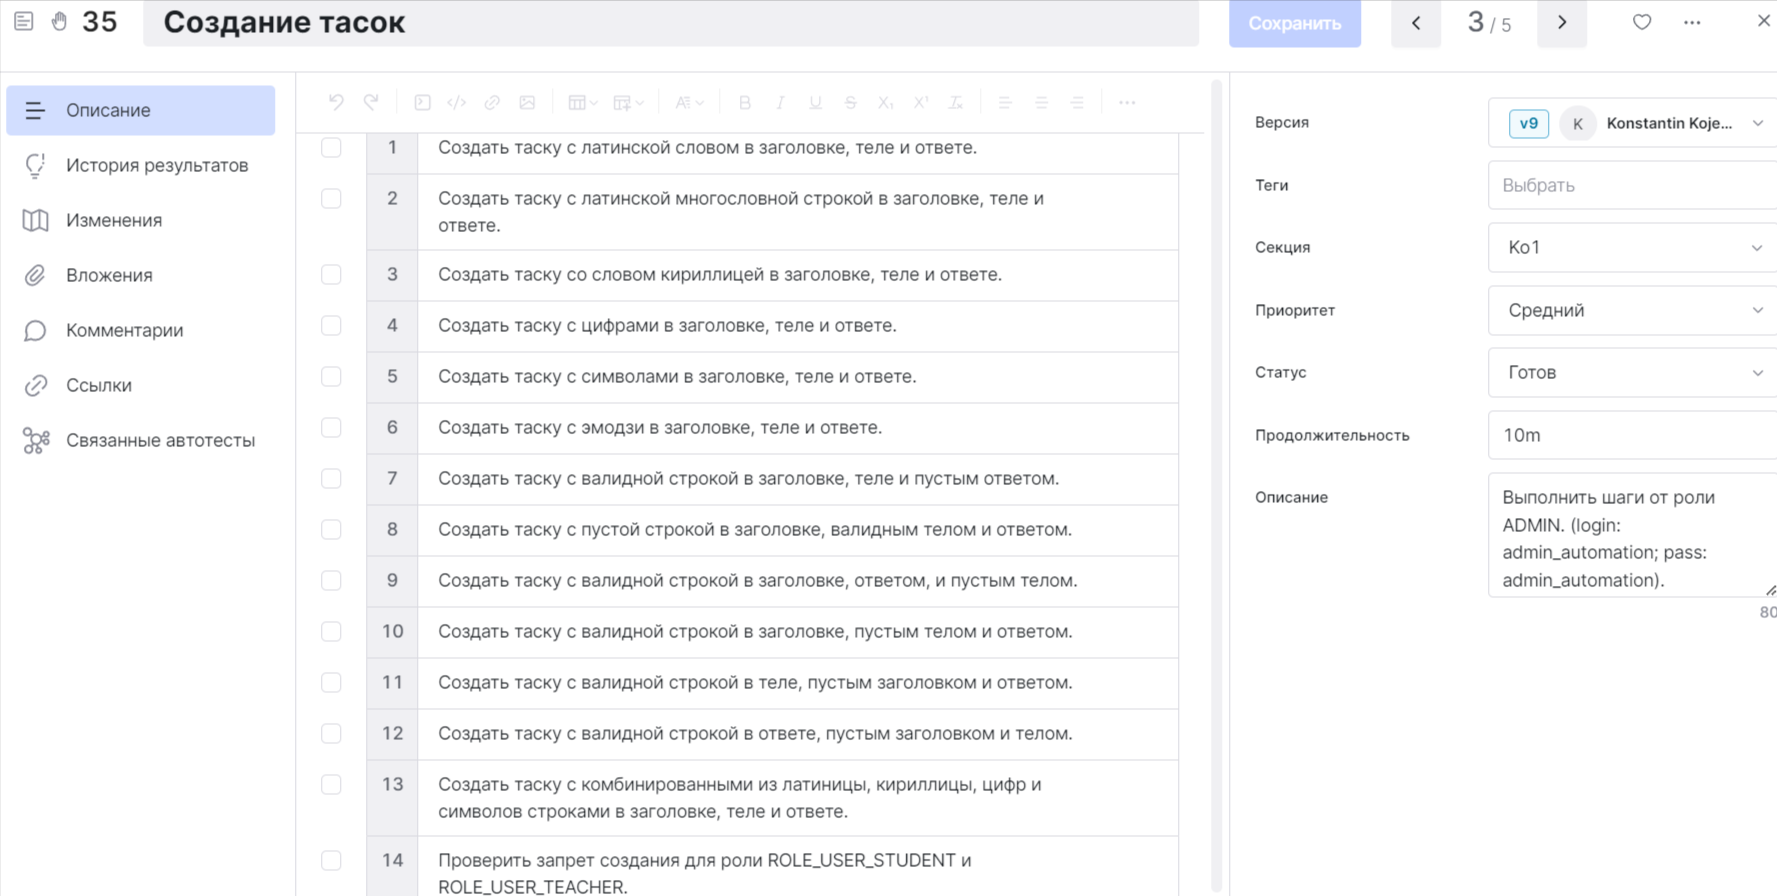 35
Создание тасок
Сохранить
3 / 5
Описание
История результатов
Изменения
Вложения
Комментарии
Ссылки
Связанные автотесты
1 Создать таску с латинской словом в заголовке, теле и ответе.
2 Создать таску с латинской многословной строкой в заголовке, теле и
ответе.
3 Создать таску со словом кириллицей в заголовке, теле и ответе.
4 Создать таску с цифрами в заголовке, теле и ответе.
5 Создать таску с символами в заголовке, теле и ответе.
6 Создать таску с эмодзи в заголовке, теле и ответе.
7 Создать таску с валидной строкой в заголовке, теле и пустым ответом.
8 Создать таску с пустой строкой в заголовке, валидным телом и ответом.
9 Создать таску с валидной строкой в заголовке, ответом, и пустым телом.
10 Создать таску с валидной строкой в заголовке, пустым телом и ответом.
11 Создать таску с валидной строкой в теле, пустым заголовком и ответом.
12 Создать таску с валидной строкой в ответе, пустым заголовком и телом.
13 Создать таску с комбинированными из латиницы, кириллицы, цифр и
символов строками в заголовке, теле и ответе.
14 Проверить запрет создания для роли ROLE_USER_STUDENT и
ROLE_USER_TEACHER.
Версия
v9 K Konstantin Koje...
Теги
Выбрать
Секция
Ko1
Приоритет
Средний
Статус
Готов
Продолжительность
10m
Описание
Выполнить шаги от роли
ADMIN. (login:
admin_automation; pass:
admin_automation).
80